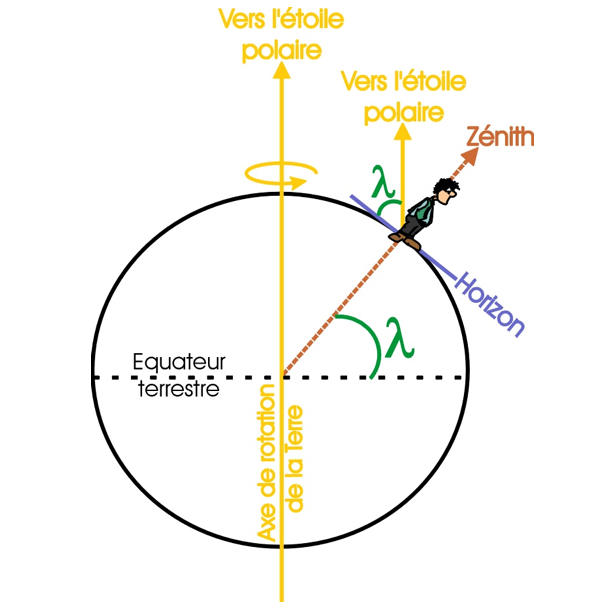 Vers l'étoile
polaire
Vers l'étoile
polaire
Zénith
λ
Horizon
λ
Equateur
terrestre
Axe de rotation
de la Terre